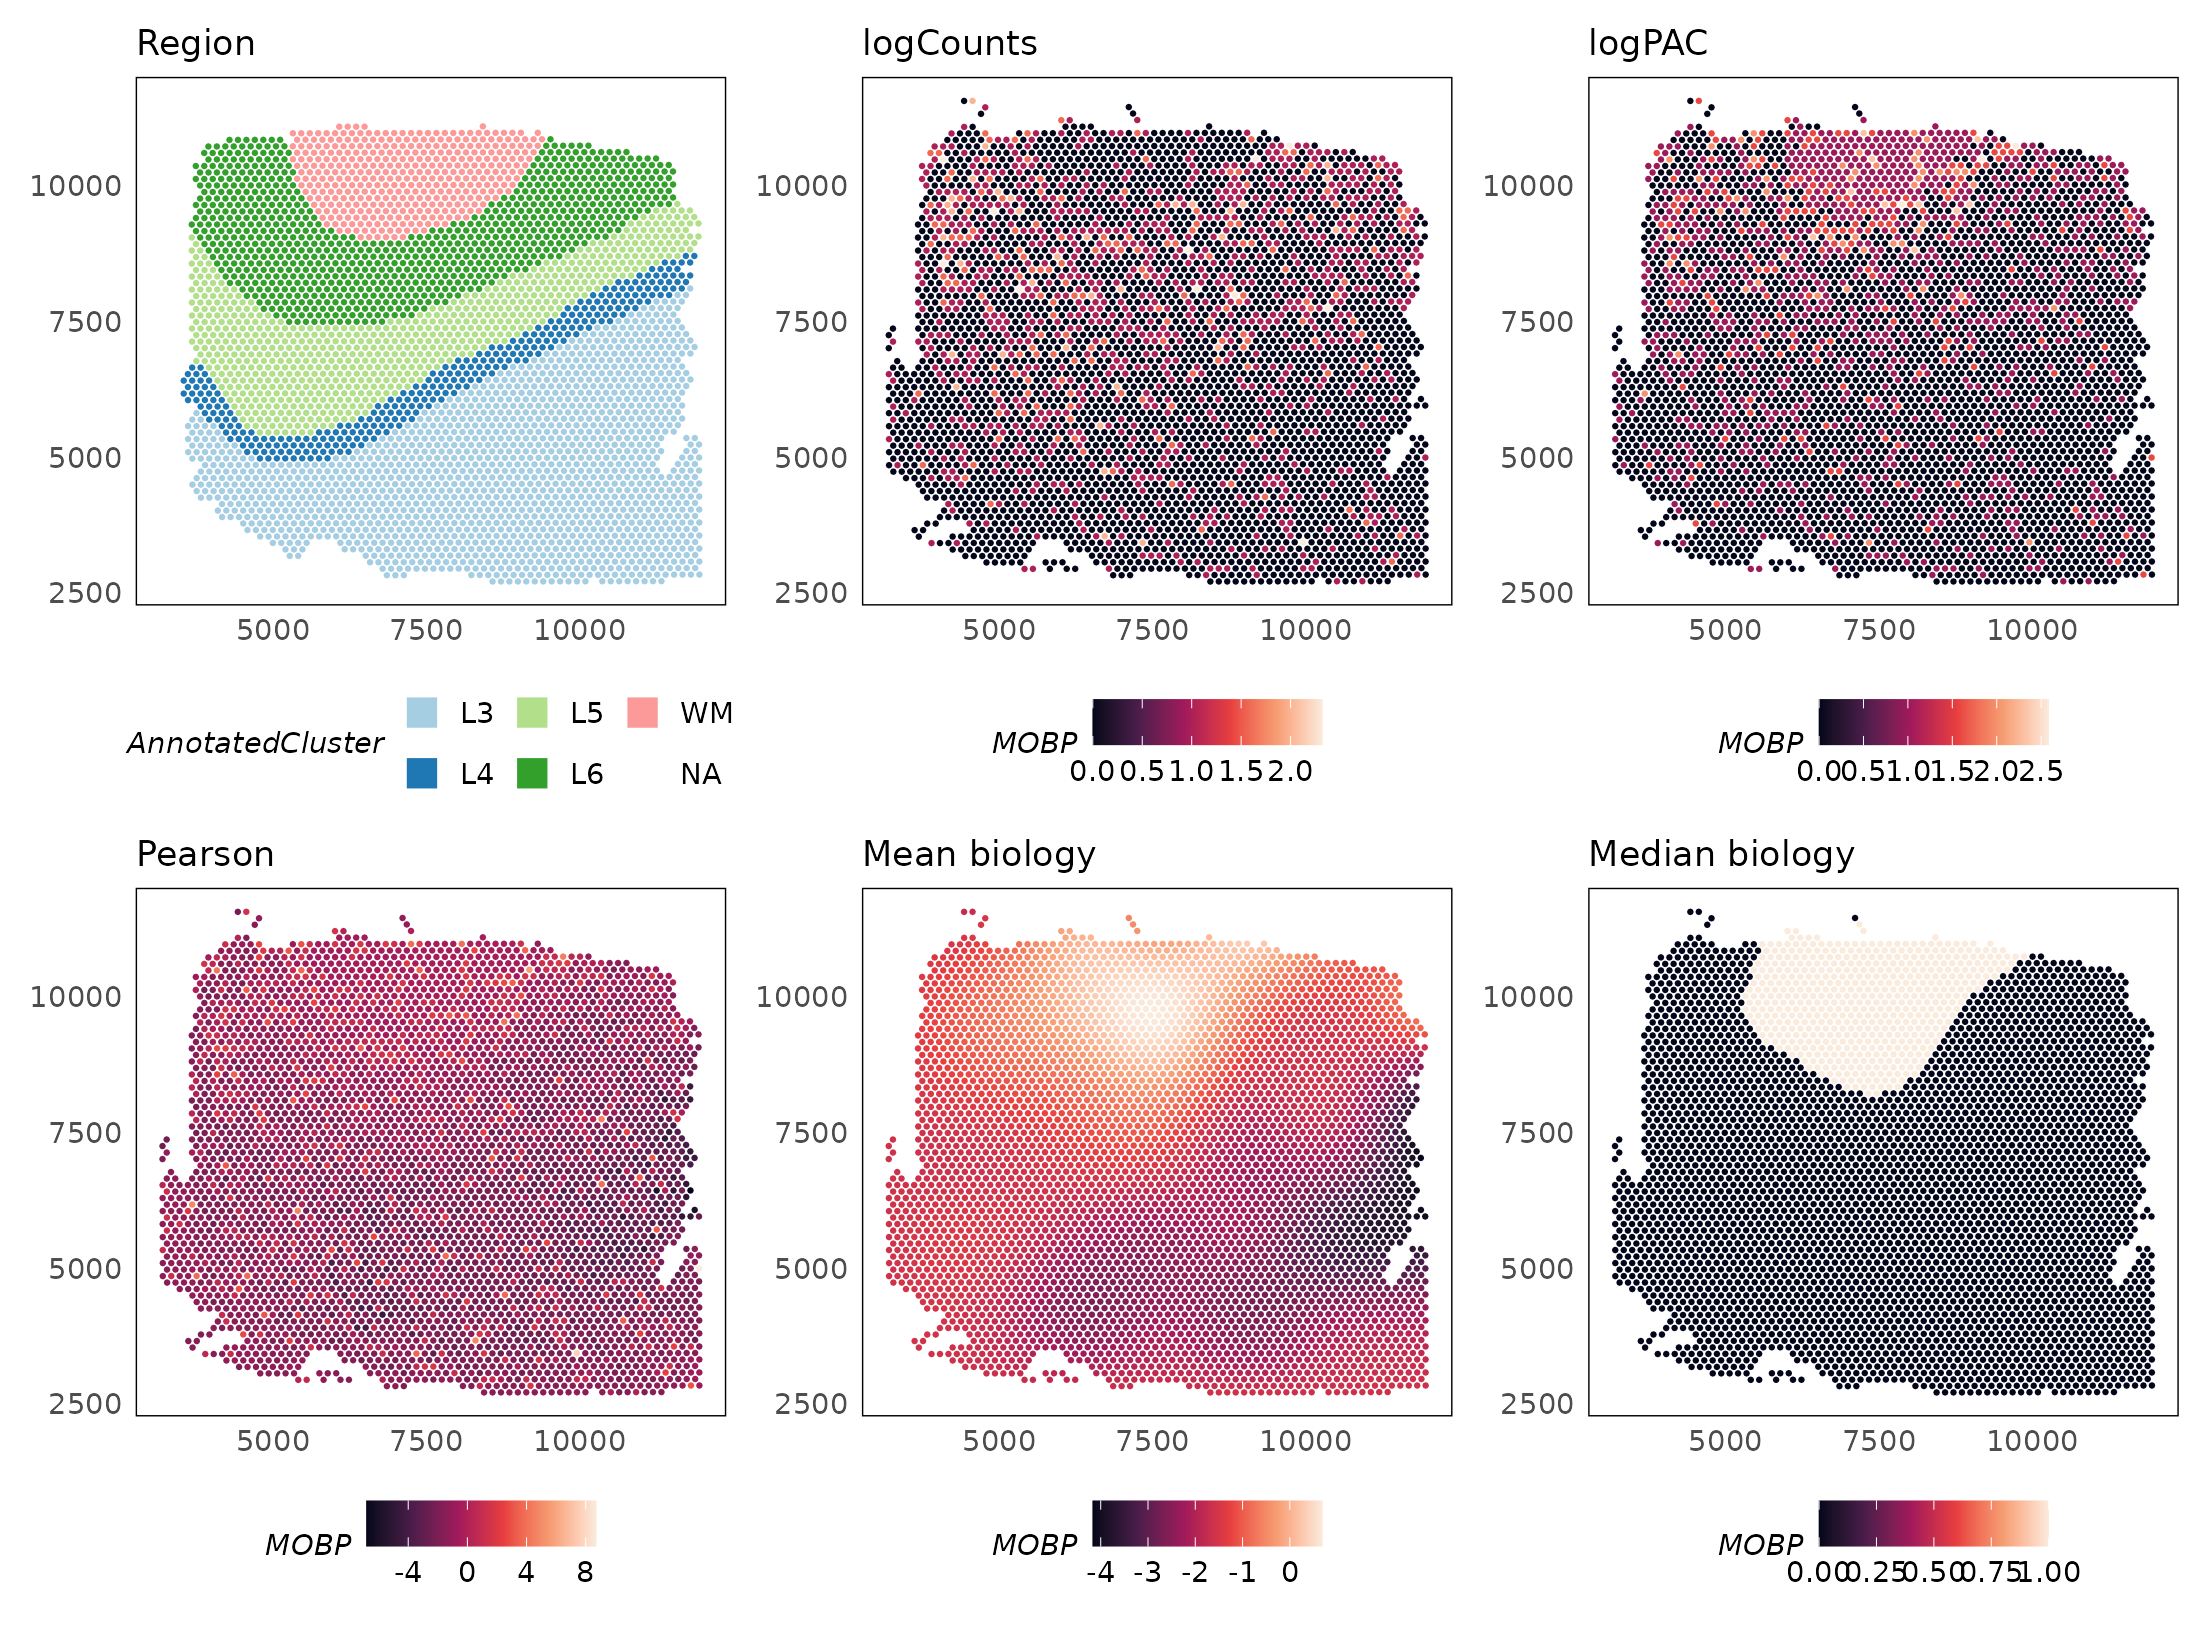 Region
logCounts
logPAC
10000
7500
5000
2500
5000 7500 10000
10000
7500
5000
2500
5000 7500 10000
10000
7500
5000
2500
5000 7500 10000
AnnotatedCluster
L3 L5 WM
L4 L6 NA
MOBP
0.0 0.5 1.0 1.5 2.0
MOBP
0.0 0.5 1.0 1.5 2.0 2.5
Pearson
Mean biology
Median biology
10000
7500
5000
2500
5000 7500 10000
10000
7500
5000
2500
5000 7500 10000
10000
7500
5000
2500
5000 7500 10000
MOBP
-4 0 4 8
MOBP
-4 -3 -2 -1 0
MOBP
0.00 0.25 0.50 0.75 1.00